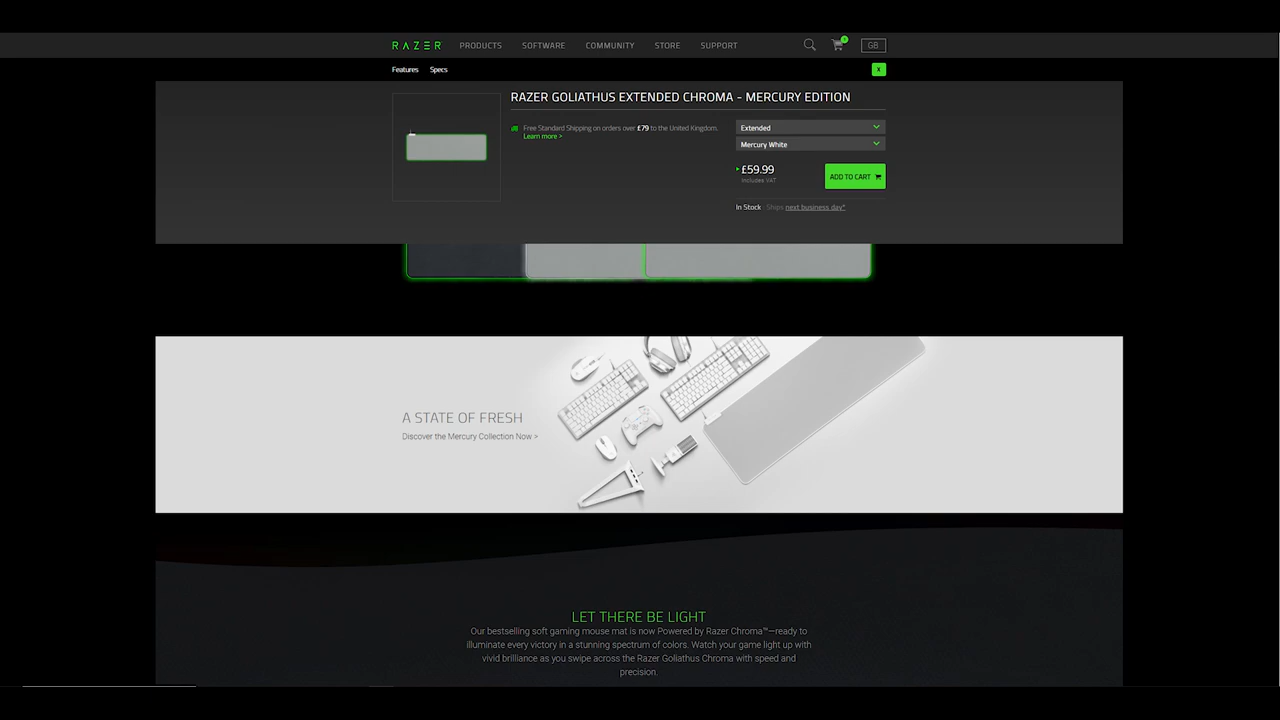 RAZER PRODUCTS SOFTWARE COMMUNITY STORE SUPPORT 1 GB
Features Specs X
RAZER GOLIATHUS EXTENDED CHROMA - MERCURY EDITION
Free Standard Shipping on orders over £79 to the United Kingdom.
Learn more >
Extended
Mercury White
£59.99
includes VAT
ADD TO CART
In Stock - Ships next business day*
A STATE OF FRESH
Discover the Mercury Collection Now >
LET THERE BE LIGHT
Our bestselling soft gaming mouse mat is now Powered by Razer Chroma™—ready to
illuminate every victory in a stunning spectrum of colors. Watch your game light up with
vivid brilliance as you swipe across the Razer Goliathus Chroma with speed and
precision.